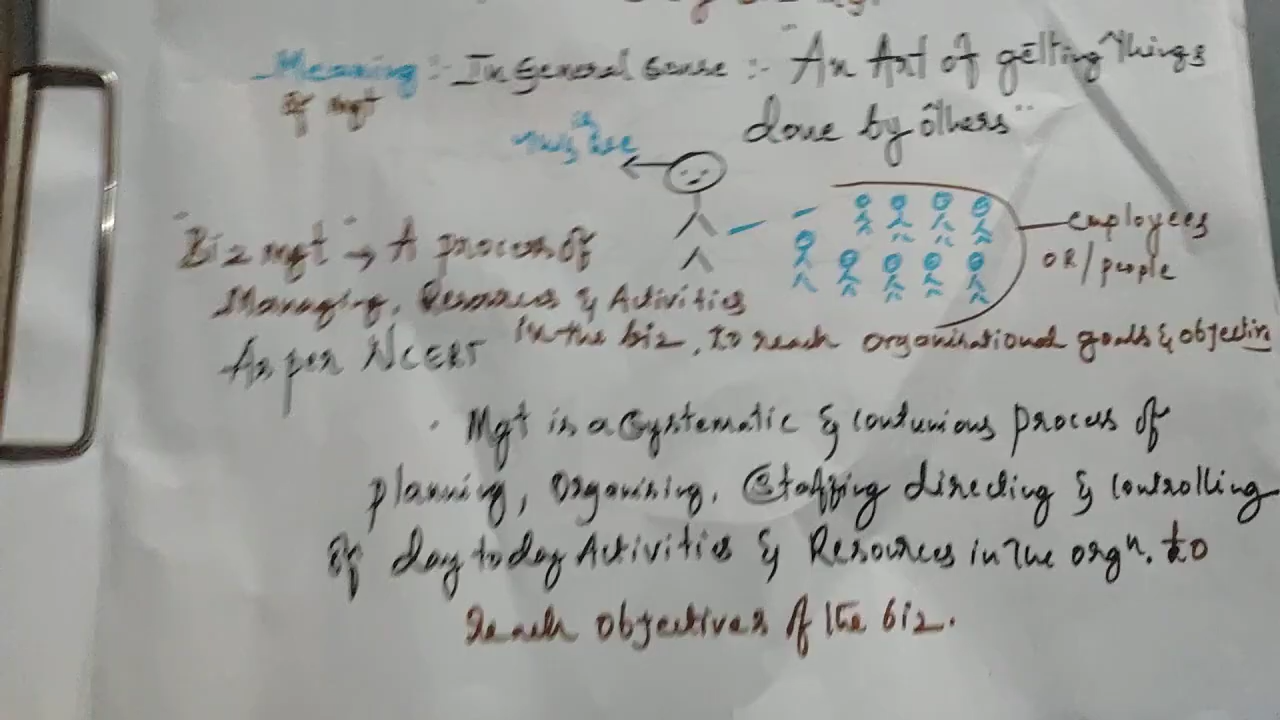 Meaning :- In General Sense :- "An Art of getting things
of mgt
done by others"
employees
OR/people
"Biz mgt" → A process of
Managing, Resources & Activities
in the biz, to reach organisational goals & objectiv
As per NCERT
• Mgt is a Systematic & contunious process of
planning, Organising, Staffing directing & controlling
of day to day Activities & Resources in the orgn. to
reach objectives of the biz.